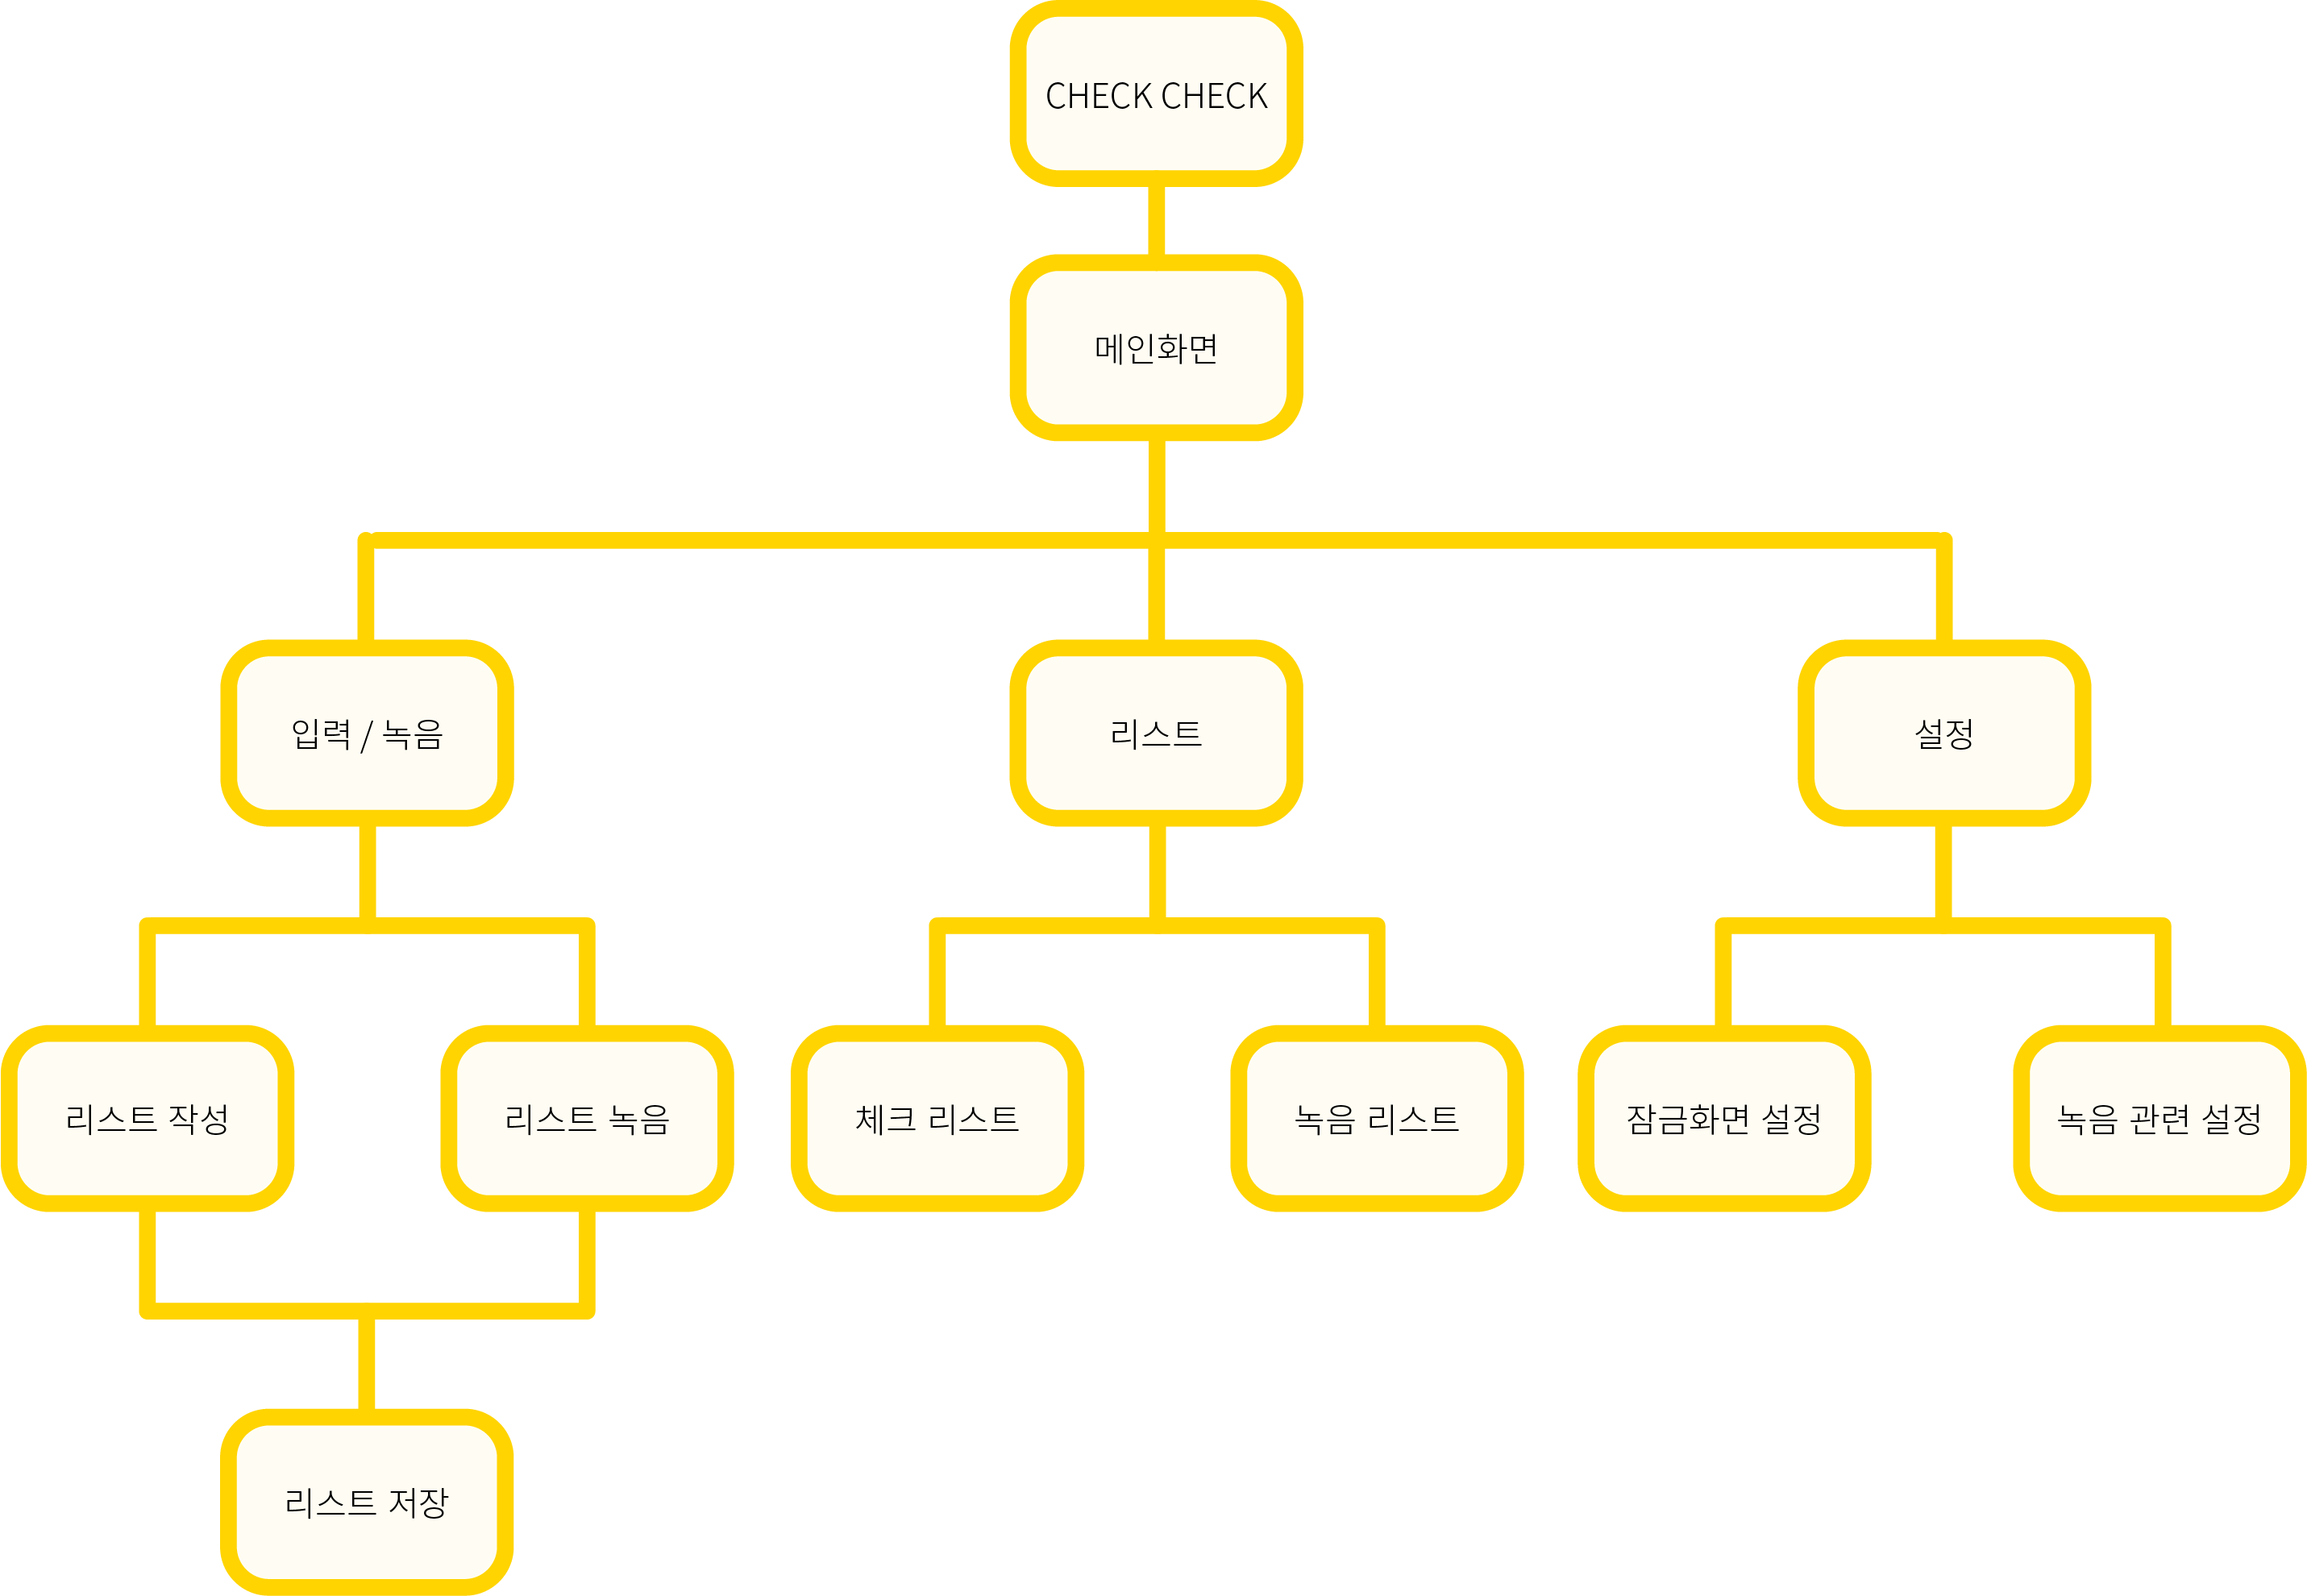 CHECK CHECK
메인화면
입력 / 녹음
리스트
설정
리스트 작성
리스트 녹음
체크 리스트
녹음 리스트
잠금화면 설정
녹음 관련 설정
리스트 저장